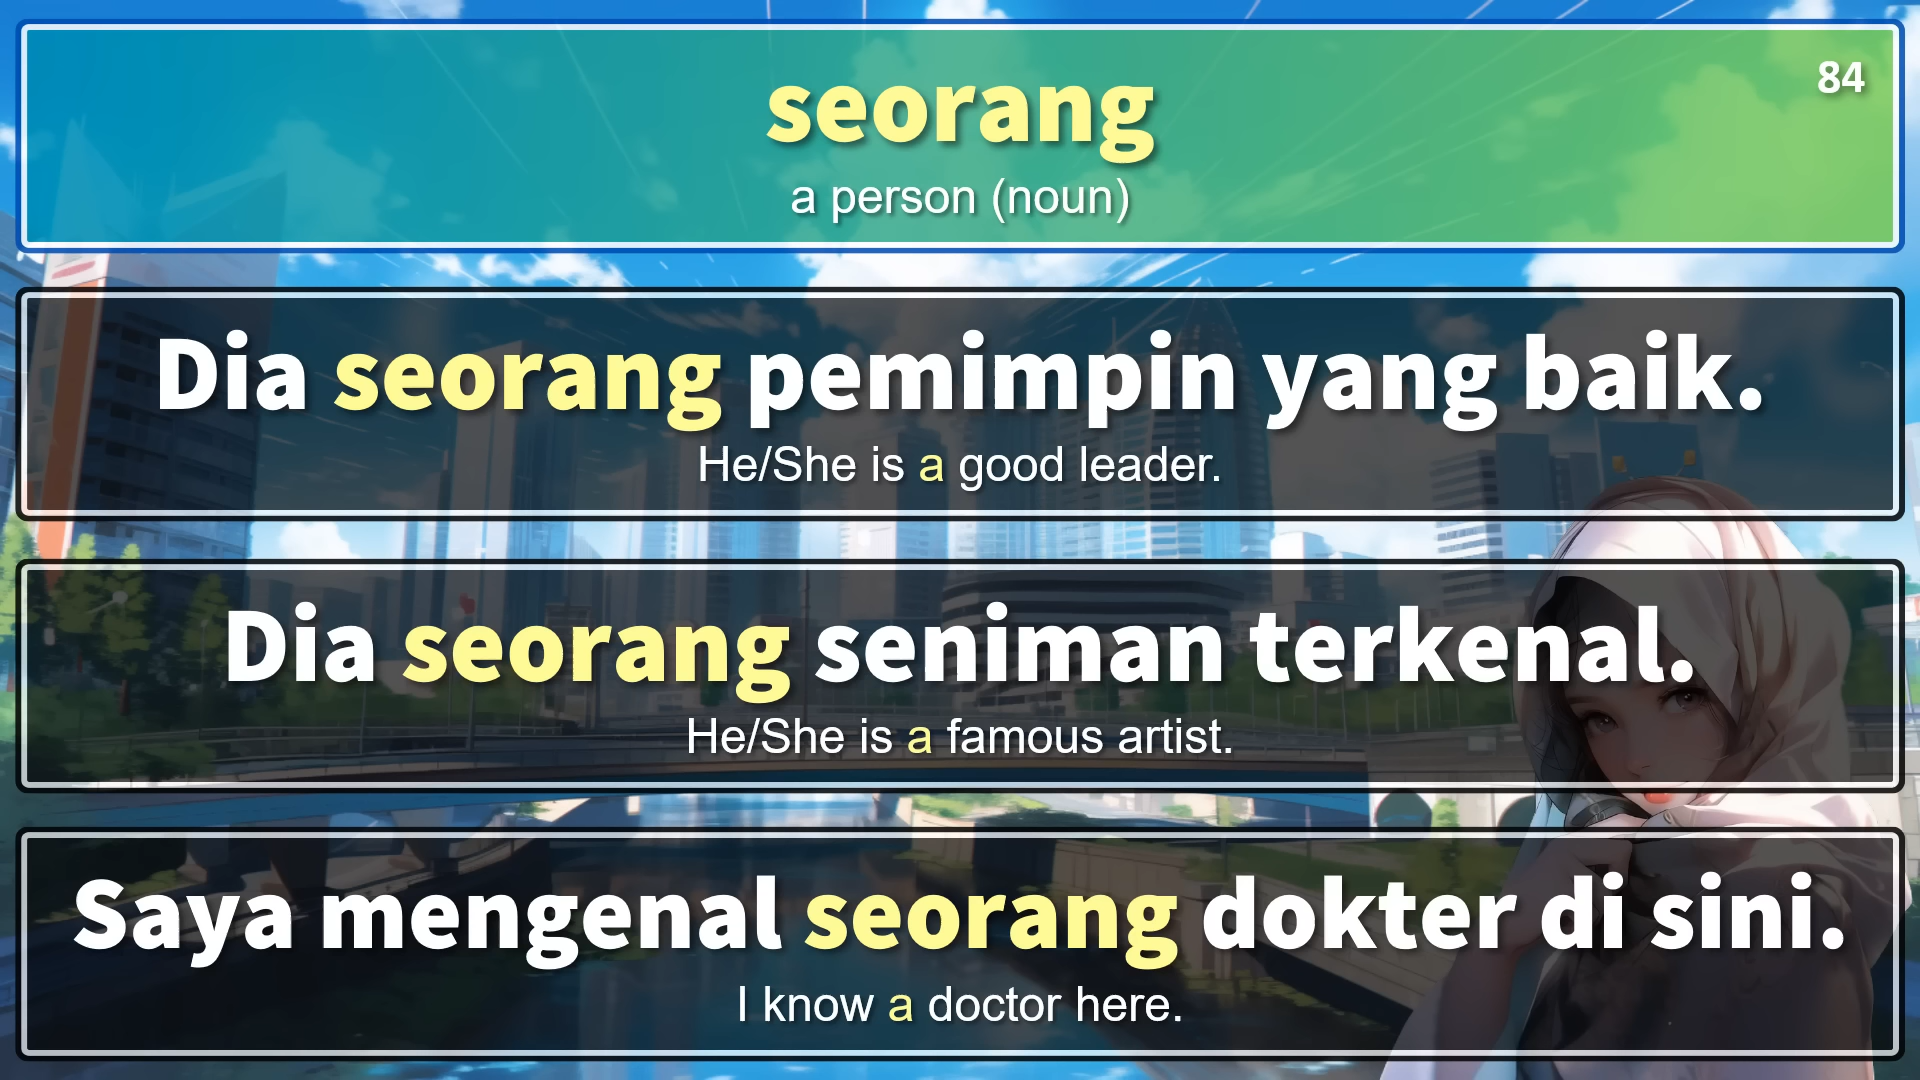 84
seorang
a person (noun)
Dia seorang pemimpin yang baik.
He/She is a good leader.
Dia seorang seniman terkenal.
He/She is a famous artist.
Saya mengenal seorang dokter di sini.
I know a doctor here.